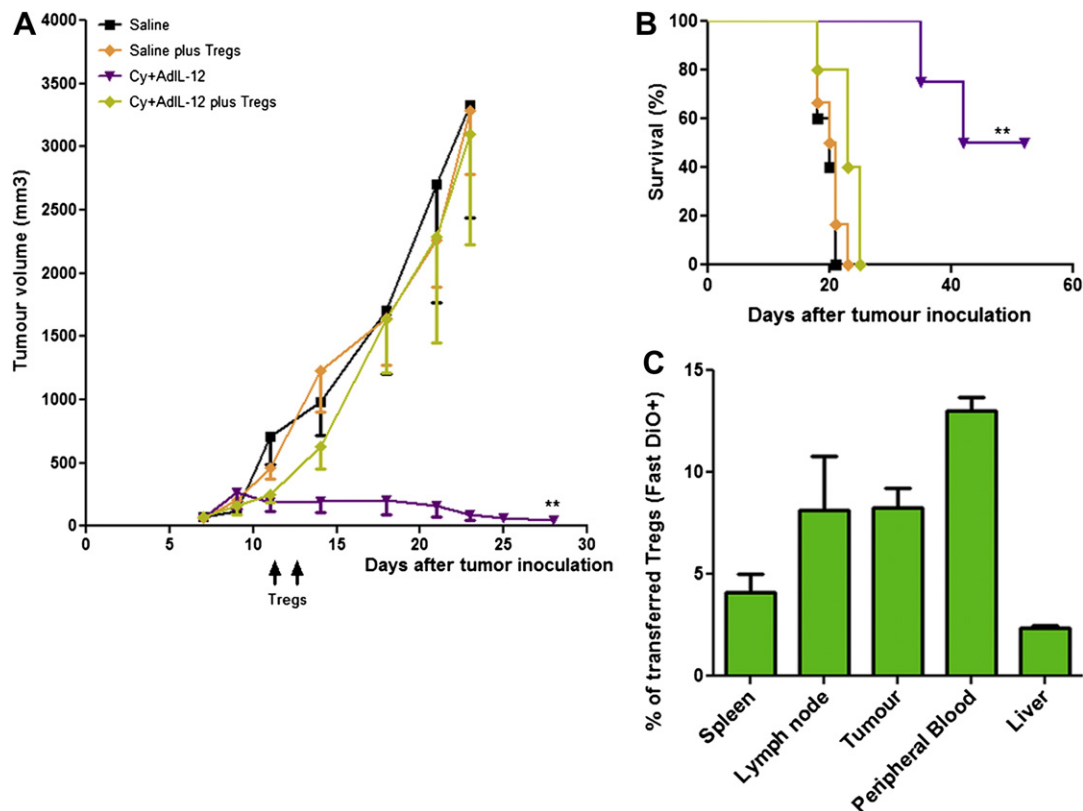 A
Saline
Saline plus Tregs
Cy+AdIL-12
Cy+AdIL-12 plus Tregs
Tumour volume (mm3)
4000
3500
3000
2500
2000
1500
1000
500
0
**
0 5 10 15 20 25 30
Days after tumor inoculation
Tregs
B
Survival (%)
100
80
60
40
20
0
**
0 20 40 60
Days after tumour inoculation
C
% of transferred Tregs (Fast DiO+)
15
10
5
0
Spleen
Lymph node
Tumour
Peripheral Blood
Liver